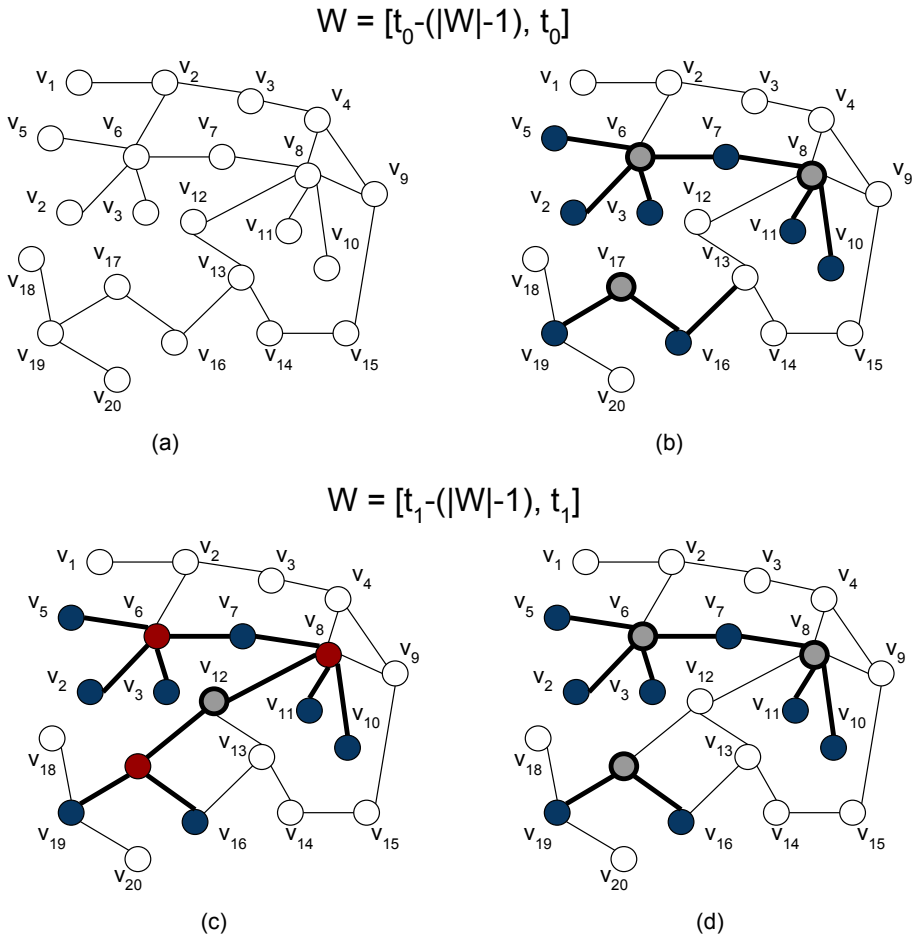 W = [t0-(|W|-1), t0]
v1 v2 v3 v4
v5 v6 v7 v8 v9
v2 v3 v12 v11 v10
v18 v17 v13
v19 v16 v14 v15
v20
(a)
v1 v2 v3 v4
v5 v6 v7 v8 v9
v2 v3 v12 v11 v10
v18 v17 v13
v19 v16 v14 v15
v20
(b)
W = [t1-(|W|-1), t1]
v1 v2 v3 v4
v5 v6 v7 v8 v9
v2 v3 v12 v11 v10
v18 v13
v19 v16 v14 v15
v20
(c)
v1 v2 v3 v4
v5 v6 v7 v8 v9
v2 v3 v12 v11 v10
v18 v13
v19 v16 v14 v15
v20
(d)